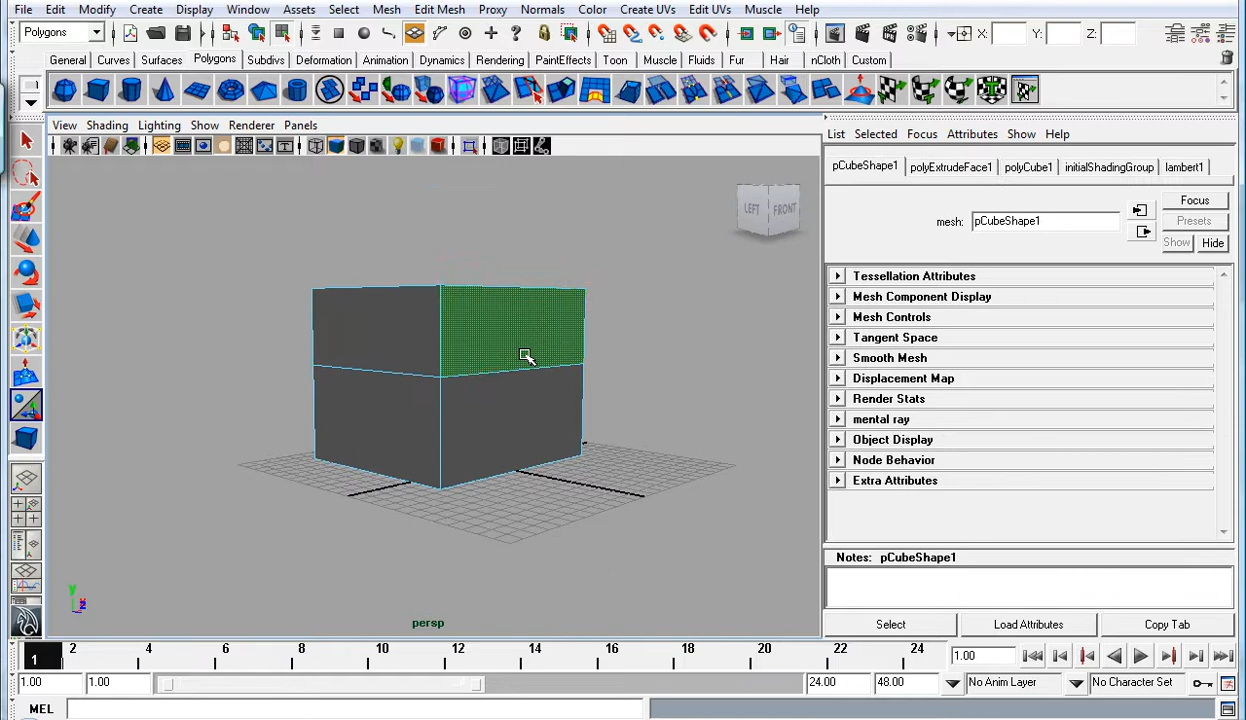 File Edit Modify Create Display Window Assets Select Mesh Edit Mesh Proxy Normals Color Create UVs Edit UVs Muscle Help
Polygons X: Y: Z:
General Curves Surfaces Polygons Subdivs Deformation Animation Dynamics Rendering PaintEffects Toon Muscle Fluids Fur Hair nCloth Custom
View Shading Lighting Show Renderer Panels
List Selected Focus Attributes Show Help
pCubeShape1 polyExtrudeFace1 polyCube1 initialShadingGroup lambert1
LEFT FRONT
Focus
mesh: pCubeShape1
Presets
Show Hide
Tessellation Attributes
Mesh Component Display
Mesh Controls
Tangent Space
Smooth Mesh
Displacement Map
Render Stats
mental ray
Object Display
Node Behavior
Extra Attributes
Notes: pCubeShape1
y
z
persp
Select Load Attributes Copy Tab
1 2 4 6 8 10 12 14 16 18 20 22 24 1.00
1.00 1.00 24.00 48.00 No Anim Layer No Character Set
MEL